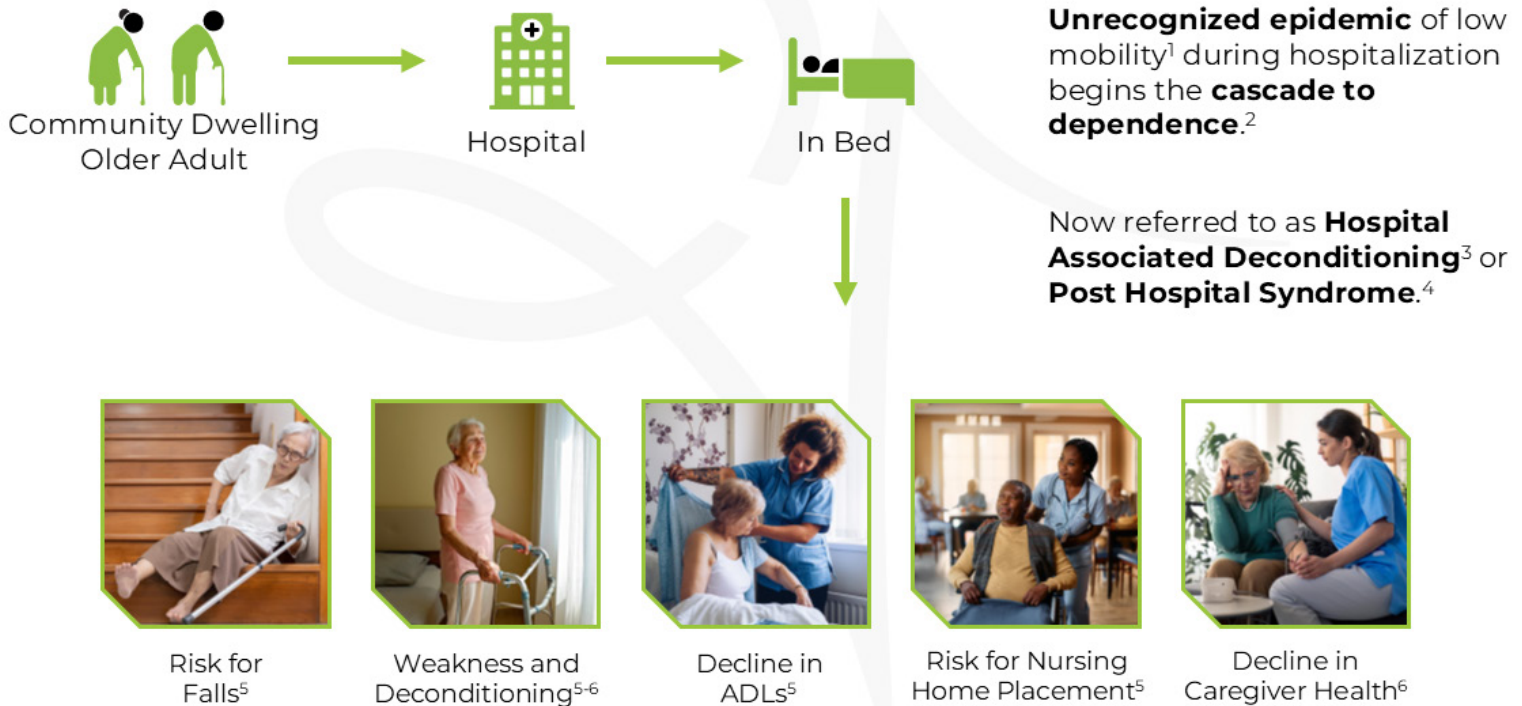 Community Dwelling
Older Adult
Hospital
In Bed
Unrecognized epidemic of low
mobility¹ during hospitalization
begins the cascade to
dependence.²
Now referred to as Hospital
Associated Deconditioning³ or
Post Hospital Syndrome.⁴
Risk for
Falls⁵
Weakness and
Deconditioning⁵⁻⁶
Decline in
ADLs⁵
Risk for Nursing
Home Placement⁵
Decline in
Caregiver Health⁶